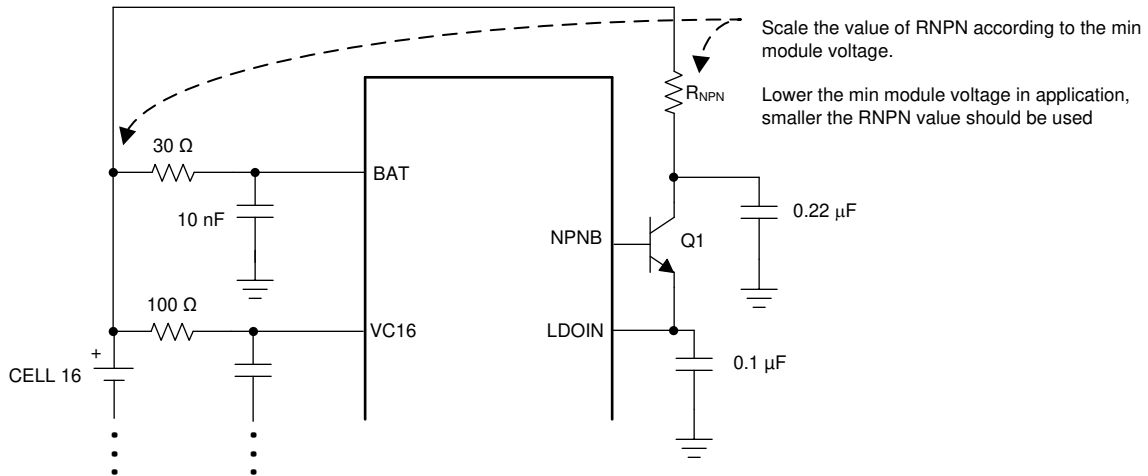 Scale the value of RNPN according to the min
module voltage.
Lower the min module voltage in application,
smaller the RNPN value should be used
RNPN
30 Ω
BAT
10 nF
0.22 µF
NPNB
Q1
100 Ω
VC16
LDOIN
+
CELL 16
0.1 µF